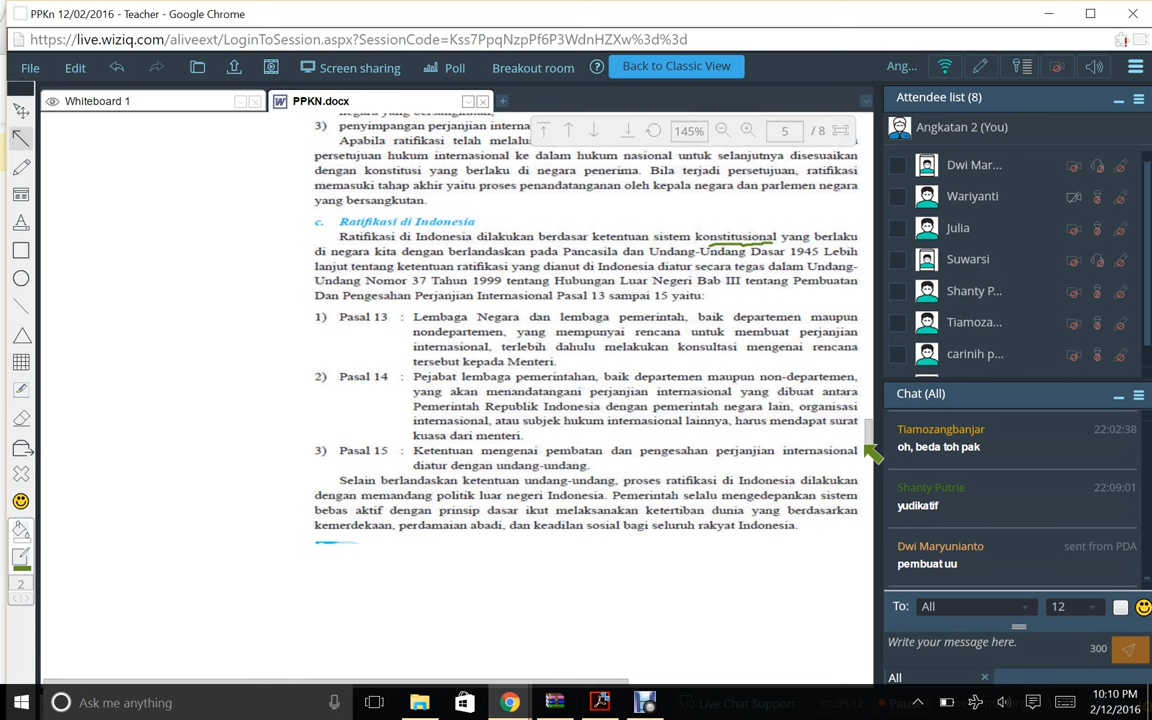 PPKn 12/02/2016 - Teacher - Google Chrome
https://live.wiziq.com/aliveext/LoginToSession.aspx?SessionCode=Kss7PpqNzpPf6P3WdnHZXw%3d%3d
File Edit Screen sharing Poll Breakout room ? Back to Classic View Ang...
Whiteboard 1 PPKN.docx
145% 5 / 8
3) penyimpangan perjanjian interna
Apabila ratifikasi telah melalui
persetujuan hukum internasional ke dalam hukum nasional untuk selanjutnya disesuaikan
dengan konstitusi yang berlaku di negara penerima. Bila terjadi persetujuan, ratifikasi
memasuki tahap akhir yaitu proses penandatanganan oleh kepala negara dan parlemen negara
yang bersangkutan.
c. Ratifikasi di Indonesia
Ratifikasi di Indonesia dilakukan berdasar ketentuan sistem konstitusional yang berlaku
di negara kita dengan berlandaskan pada Pancasila dan Undang-Undang Dasar 1945 Lebih
lanjut tentang ketentuan ratifikasi yang dianut di Indonesia diatur secara tegas dalam Undang-
Undang Nomor 37 Tahun 1999 tentang Hubungan Luar Negeri Bab III tentang Pembuatan
Dan Pengesahan Perjanjian Internasional Pasal 13 sampai 15 yaitu:
1) Pasal 13 : Lembaga Negara dan lembaga pemerintah, baik departemen maupun
nondepartemen, yang mempunyai rencana untuk membuat perjanjian
internasional, terlebih dahulu melakukan konsultasi mengenai rencana
tersebut kepada Menteri.
2) Pasal 14 : Pejabat lembaga pemerintahan, baik departemen maupun non-departemen,
yang akan menandatangani perjanjian internasional yang dibuat antara
Pemerintah Republik Indonesia dengan pemerintah negara lain, organisasi
internasional, atau subjek hukum internasional lainnya, harus mendapat surat
kuasa dari menteri.
3) Pasal 15 : Ketentuan mengenai pembatan dan pengesahan perjanjian internasional
diatur dengan undang-undang.
Selain berlandaskan ketentuan undang-undang, proses ratifikasi di Indonesia dilakukan
dengan memandang politik luar negeri Indonesia. Pemerintah selalu mengedepankan sistem
bebas aktif dengan prinsip dasar ikut melaksanakan ketertiban dunia yang berdasarkan
kemerdekaan, perdamaian abadi, dan keadilan sosial bagi seluruh rakyat Indonesia.
2
Attendee list (8)
Angkatan 2 (You)
Dwi Mar...
Wariyanti
Julia
Suwarsi
Shanty P...
Tiamoza...
carinih p...
Chat (All)
Tiamozangbanjar 22:02:38
oh, beda toh pak
Shanty Putrie 22:09:01
yudikatif
Dwi Maryunianto sent from PDA
pembuat uu
To: All 12
Write your message here. 300
All
Ask me anything
Live Chat Support 01:09:12
10:10 PM
2/12/2016